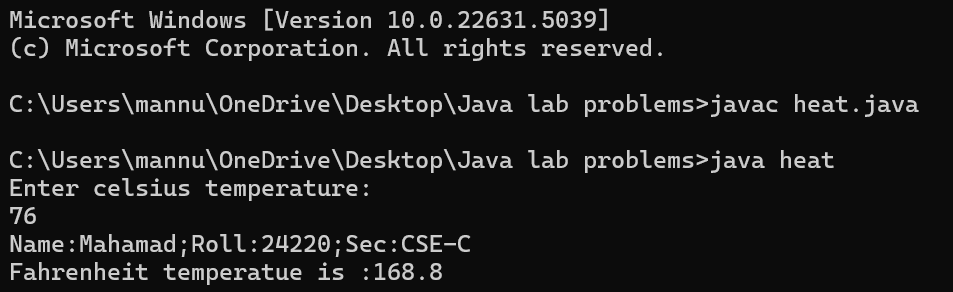 Microsoft Windows [Version 10.0.22631.5039]
(c) Microsoft Corporation. All rights reserved.
C:\Users\mannu\OneDrive\Desktop\Java lab problems>javac heat.java
C:\Users\mannu\OneDrive\Desktop\Java lab problems>java heat
Enter celsius temperature:
76
Name:Mahamad;Roll:24220;Sec:CSE-C
Fahrenheit temperatue is :168.8